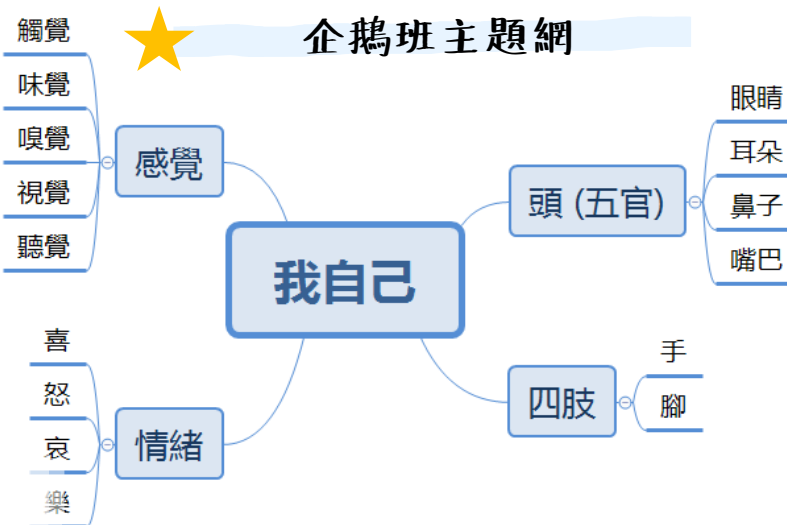 企鵝班主題網
我自己
感覺
觸覺
味覺
嗅覺
視覺
聽覺
情緒
喜
怒
哀
樂
頭 (五官)
眼睛
耳朵
鼻子
嘴巴
四肢
手
腳